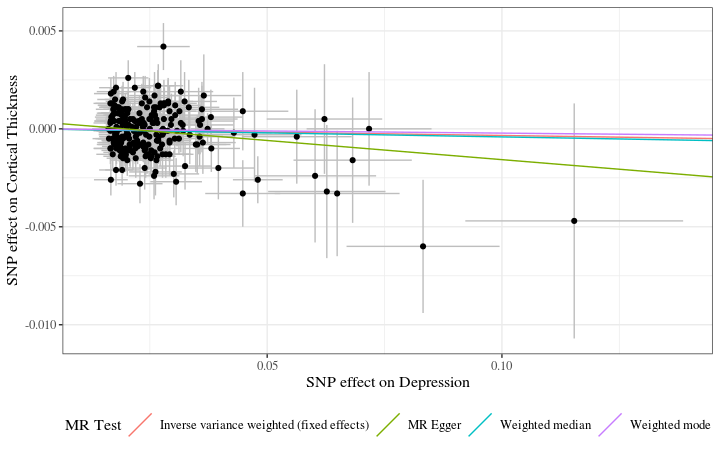 SNP effect on Cortical Thickness
0.005
0.000
-0.005
-0.010
0.05
0.10
SNP effect on Depression
MR Test
Inverse variance weighted (fixed effects)
MR Egger
Weighted median
Weighted mode